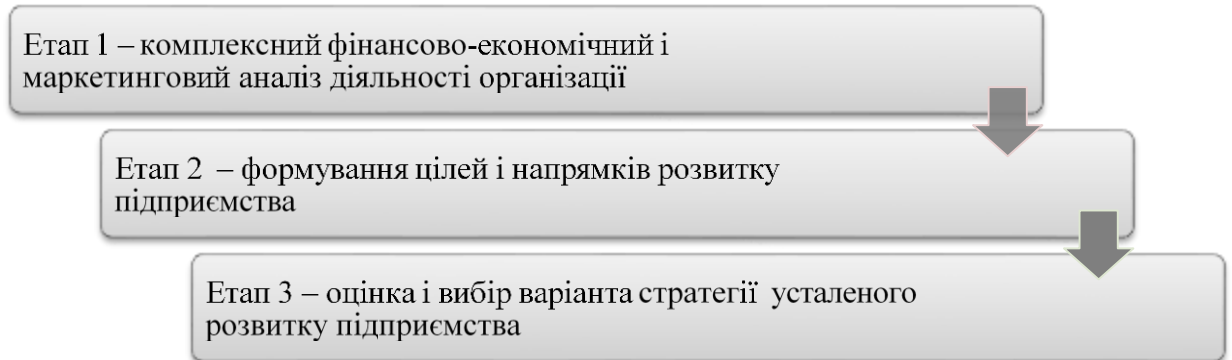 Етап 1 – комплексний фінансово-економічний і
маркетинговий аналіз діяльності організації
Етап 2 – формування цілей і напрямків розвитку
підприємства
Етап 3 – оцінка і вибір варіанта стратегії усталеного
розвитку підприємства